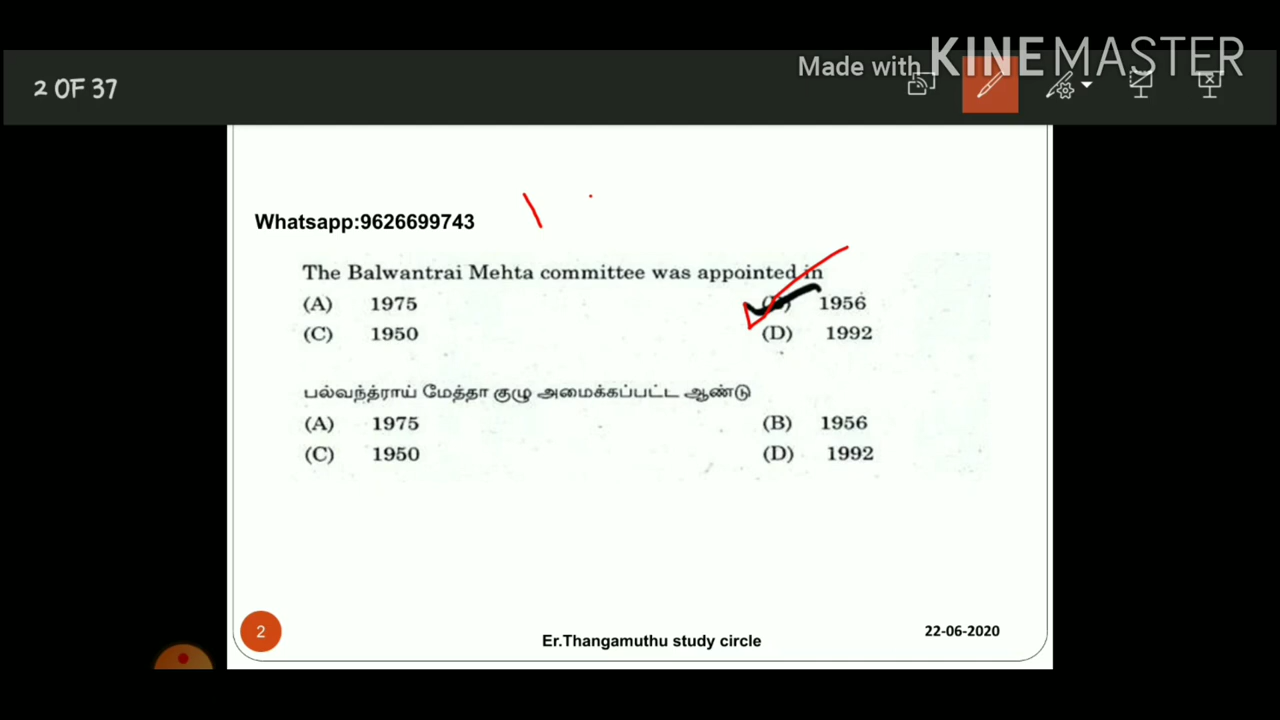 Made with KINEMASTER
2 OF 37
Whatsapp:9626699743
The Balwantrai Mehta committee was appointed in
(A) 1975 1956
(C) 1950 (D) 1992
பல்வந்த்ராய் மேத்தா குழு அமைக்கப்பட்ட ஆண்டு
(A) 1975 (B) 1956
(C) 1950 (D) 1992
2 Er.Thangamuthu study circle 22-06-2020